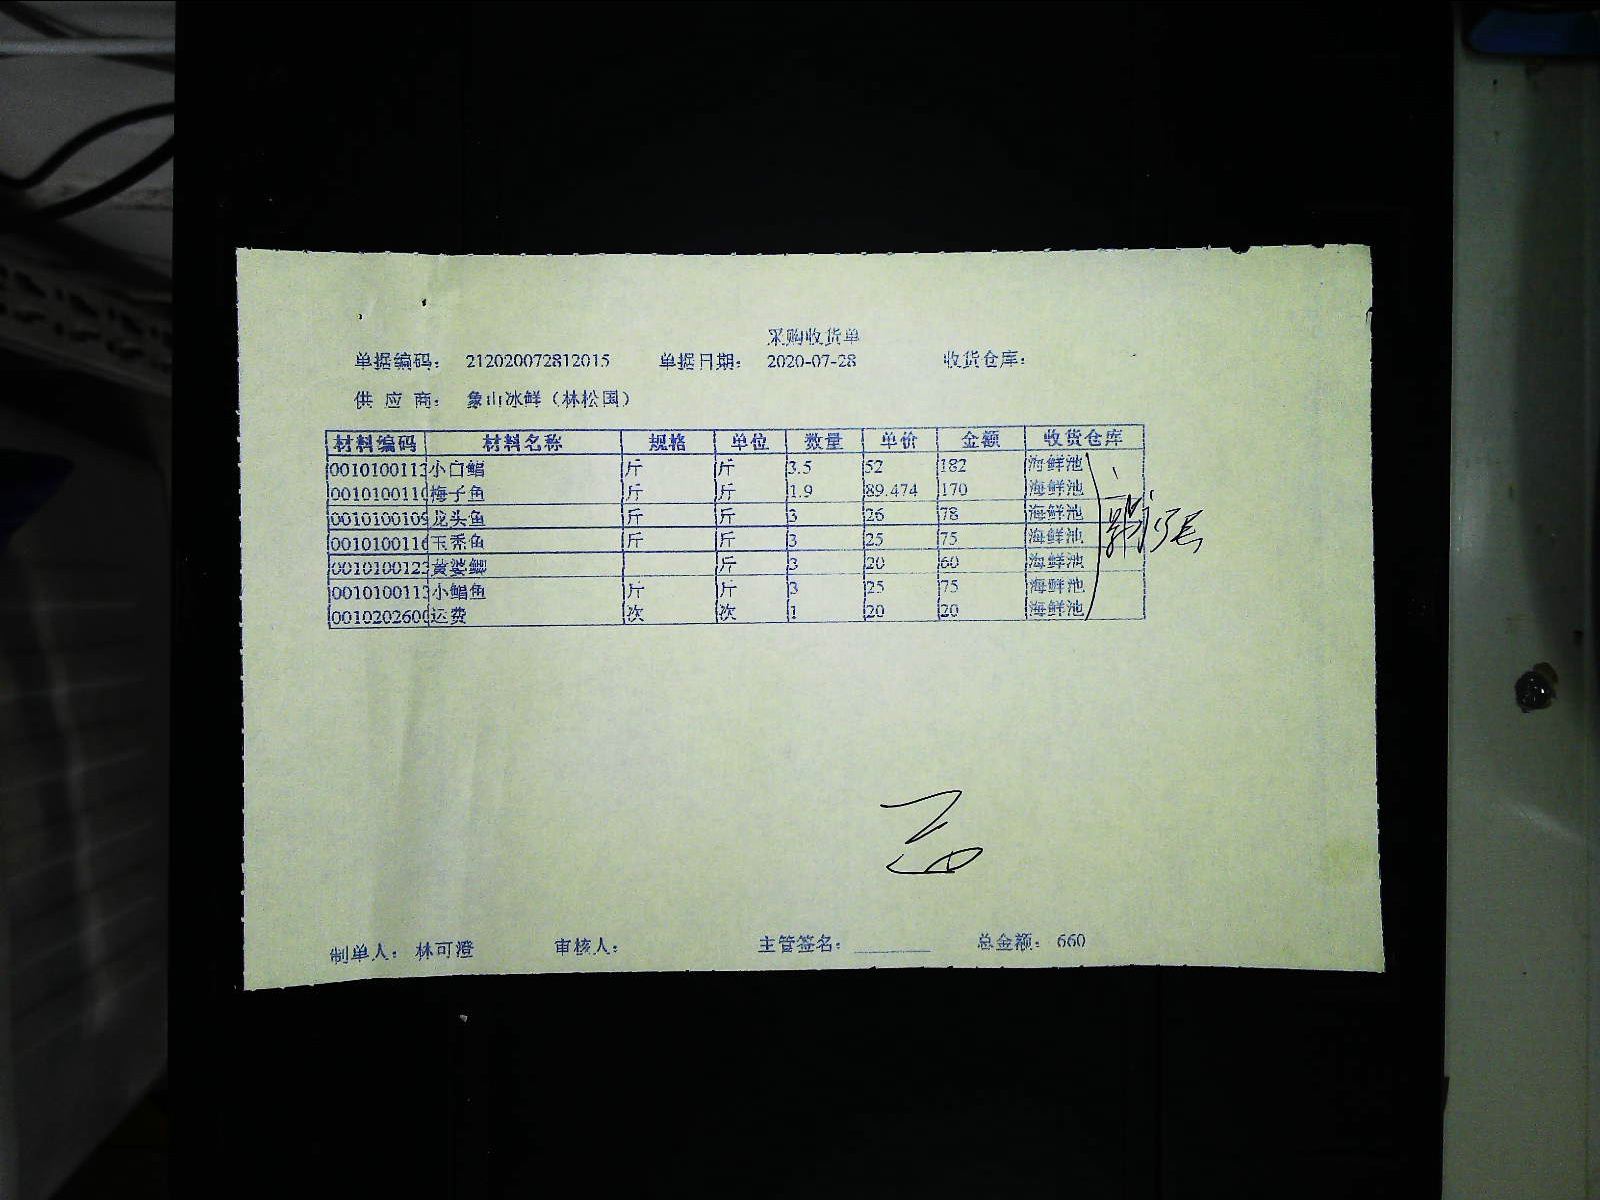 采购收货单
单据编码： 212020072812015 单据日期： 2020-07-28 收货仓库：
供 应 商： 象山冰鲜（林松国）
材料编码 材料名称 规格 单位 数量 单价 金额 收货仓库
0010100113 小白鲳 斤 斤 3.5 52 182 海鲜池
001010011 梅子鱼 斤 斤 1.9 89.474 170 海鲜池
0010100109 龙头鱼 斤 斤 3 26 78 海鲜池
001010011 玉秃鱼 斤 斤 3 25 75 海鲜池
0010100123 黄婆鲫 斤 3 20 60 海鲜池
0010100113 小鲳鱼 斤 斤 3 25 75 海鲜池
001020260 运费 次 次 1 20 20 海鲜池
制单人： 林可澄 审核人： 主管签名： 总金额： 660